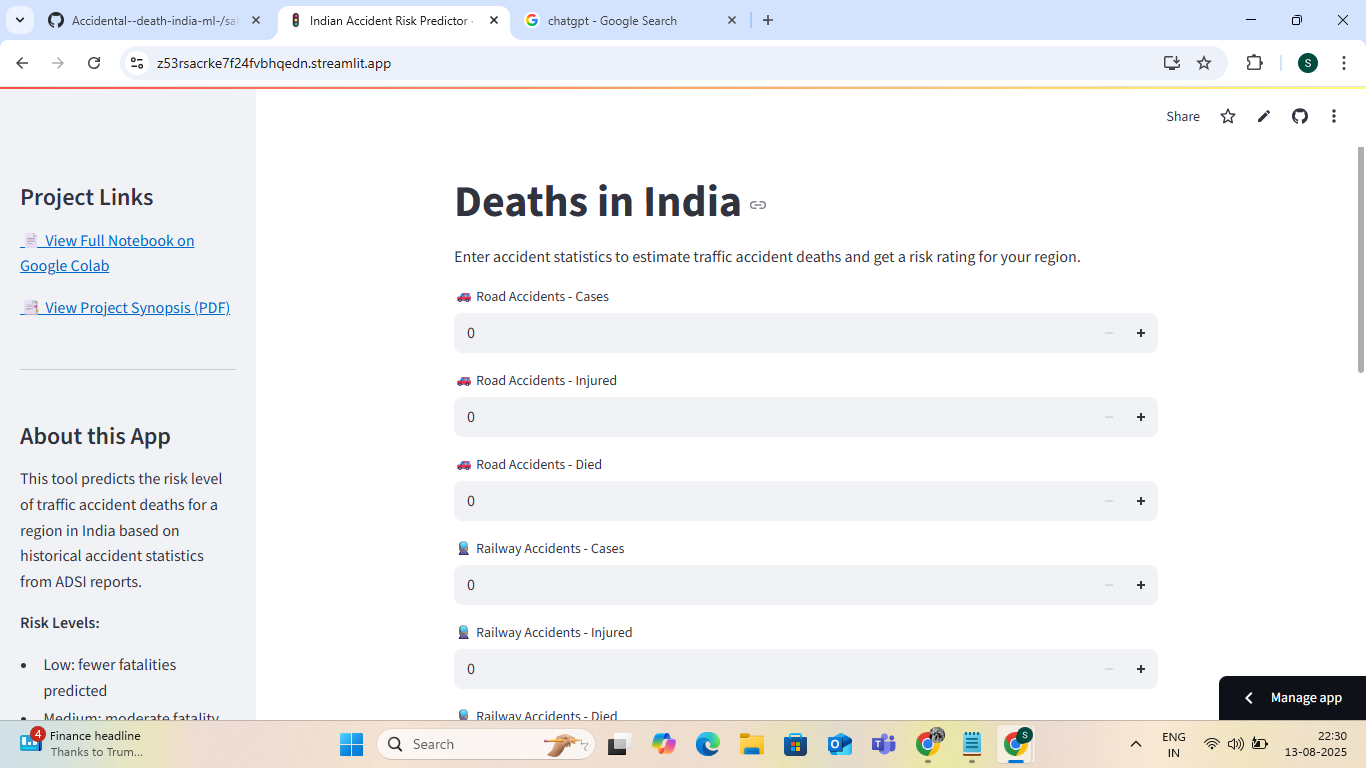 Accidental--death-india-ml-/sal
Indian Accident Risk Predictor
chatgpt - Google Search
z53rsacrke7f24fvbhqedn.streamlit.app
S
Share
Project Links
View Full Notebook on
Google Colab
View Project Synopsis (PDF)
About this App
This tool predicts the risk level
of traffic accident deaths for a
region in India based on
historical accident statistics
from ADSI reports.
Risk Levels:
Low: fewer fatalities
predicted
Medium: moderate fatality
Deaths in India
Enter accident statistics to estimate traffic accident deaths and get a risk rating for your region.
Road Accidents - Cases
0
Road Accidents - Injured
0
Road Accidents - Died
0
Railway Accidents - Cases
0
Railway Accidents - Injured
0
Railway Accidents - Died
Manage app
4
Finance headline
Thanks to Trum...
Search
S
ENG
IN
22:30
13-08-2025